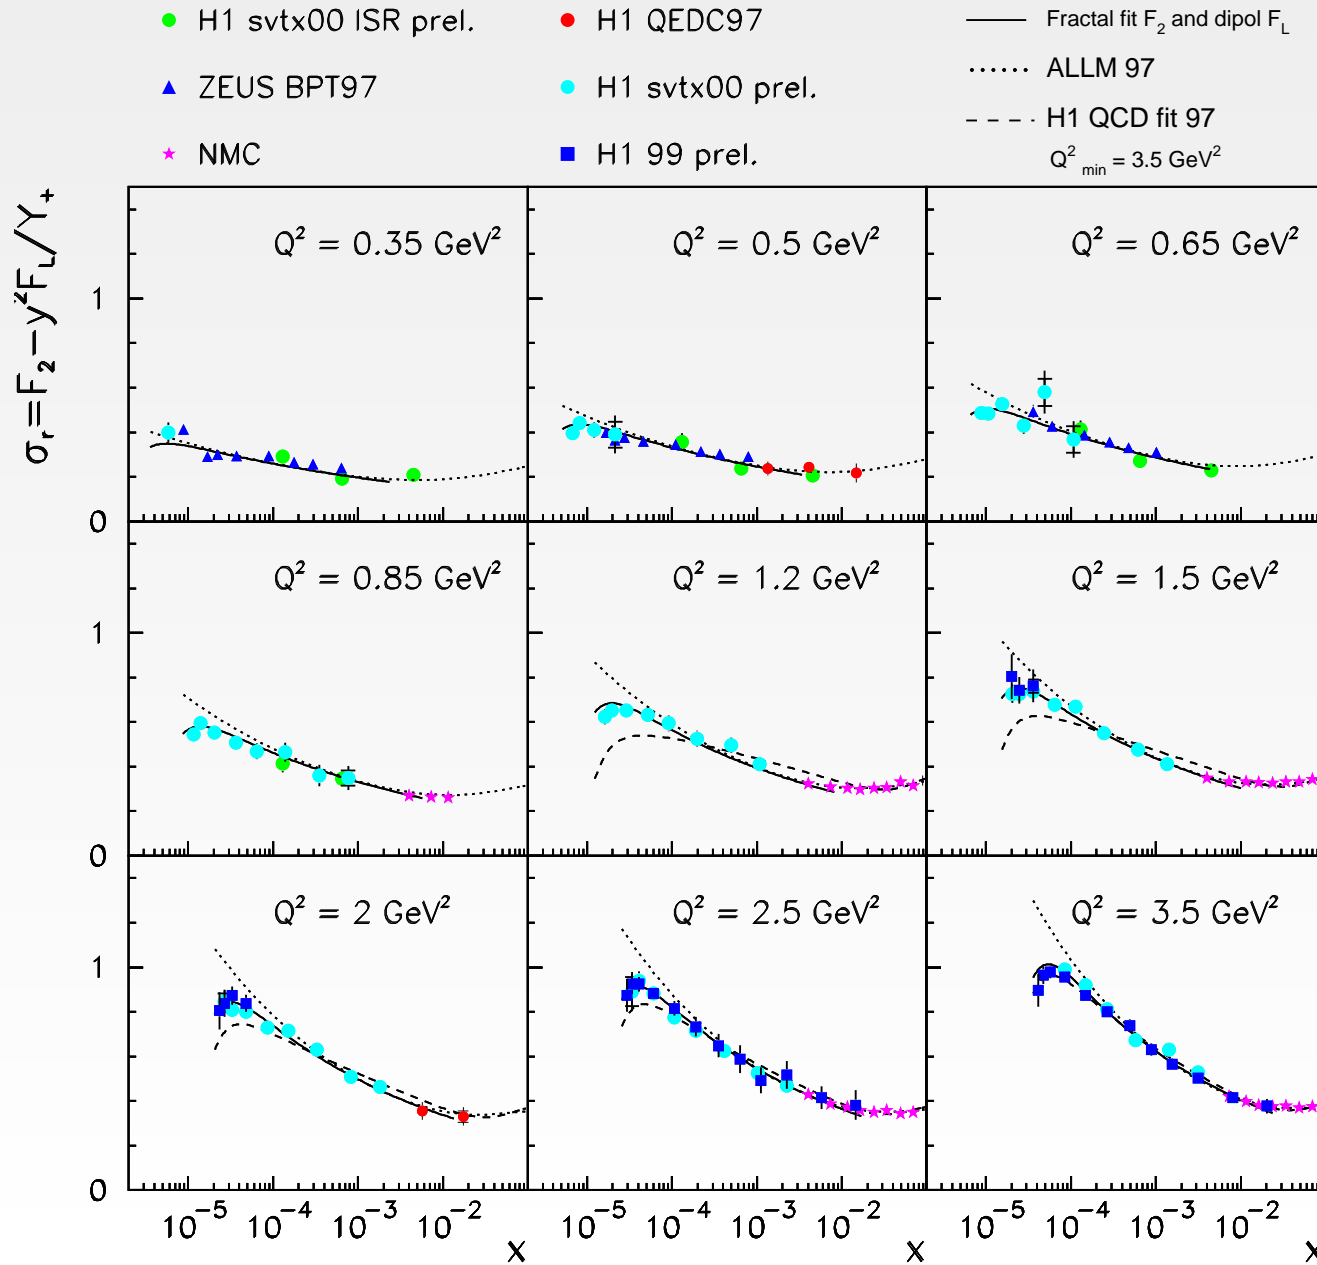 H1 svtx00 ISR prel.
H1 QEDC97
Fractal fit F₂ and dipol F_L
ZEUS BPT97
H1 svtx00 prel.
ALLM 97
NMC
H1 99 prel.
H1 QCD fit 97
Q² min = 3.5 GeV²
σᵣ=F₂−y²F_L/Y₊
Q² = 0.35 GeV²
Q² = 0.5 GeV²
Q² = 0.65 GeV²
1
0
Q² = 0.85 GeV²
Q² = 1.2 GeV²
Q² = 1.5 GeV²
1
0
Q² = 2 GeV²
Q² = 2.5 GeV²
Q² = 3.5 GeV²
1
0
10⁻⁵ 10⁻⁴ 10⁻³ 10⁻² 10⁻⁵ 10⁻⁴ 10⁻³ 10⁻² 10⁻⁵ 10⁻⁴ 10⁻³ 10⁻²
x x x